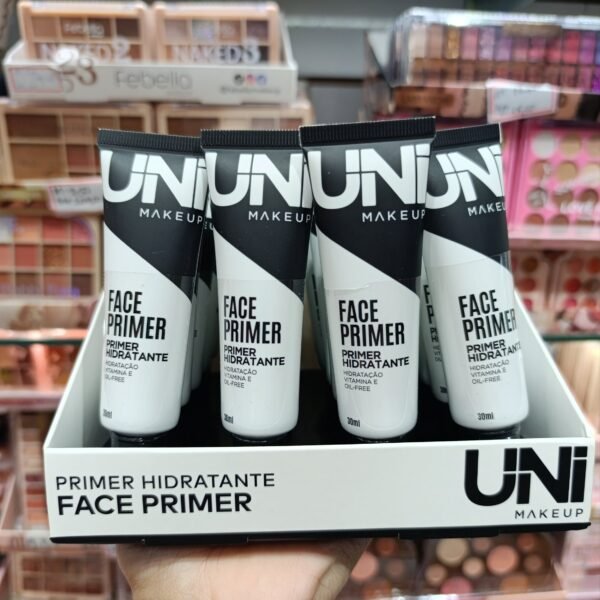 NAKED2
NAKED3
Febella
UNi
MAKEUP
FACE
PRIMER
PRIMER
HIDRATANTE
HIDRATAÇÃO
VITAMINA E
OIL-FREE
30ml
UNi
MAKEUP
FACE
PRIMER
PRIMER
HIDRATANTE
HIDRATAÇÃO
VITAMINA E
OIL-FREE
30ml
UNi
MAKEUP
FACE
PRIMER
PRIMER
HIDRATANTE
HIDRATAÇÃO
VITAMINA E
OIL-FREE
30ml
UNi
MAKEUP
FACE
PRIMER
PRIMER
HIDRATANTE
HIDRATAÇÃO
VITAMINA E
OIL-FREE
30ml
PRIMER HIDRATANTE
FACE PRIMER
UNi
MAKEUP